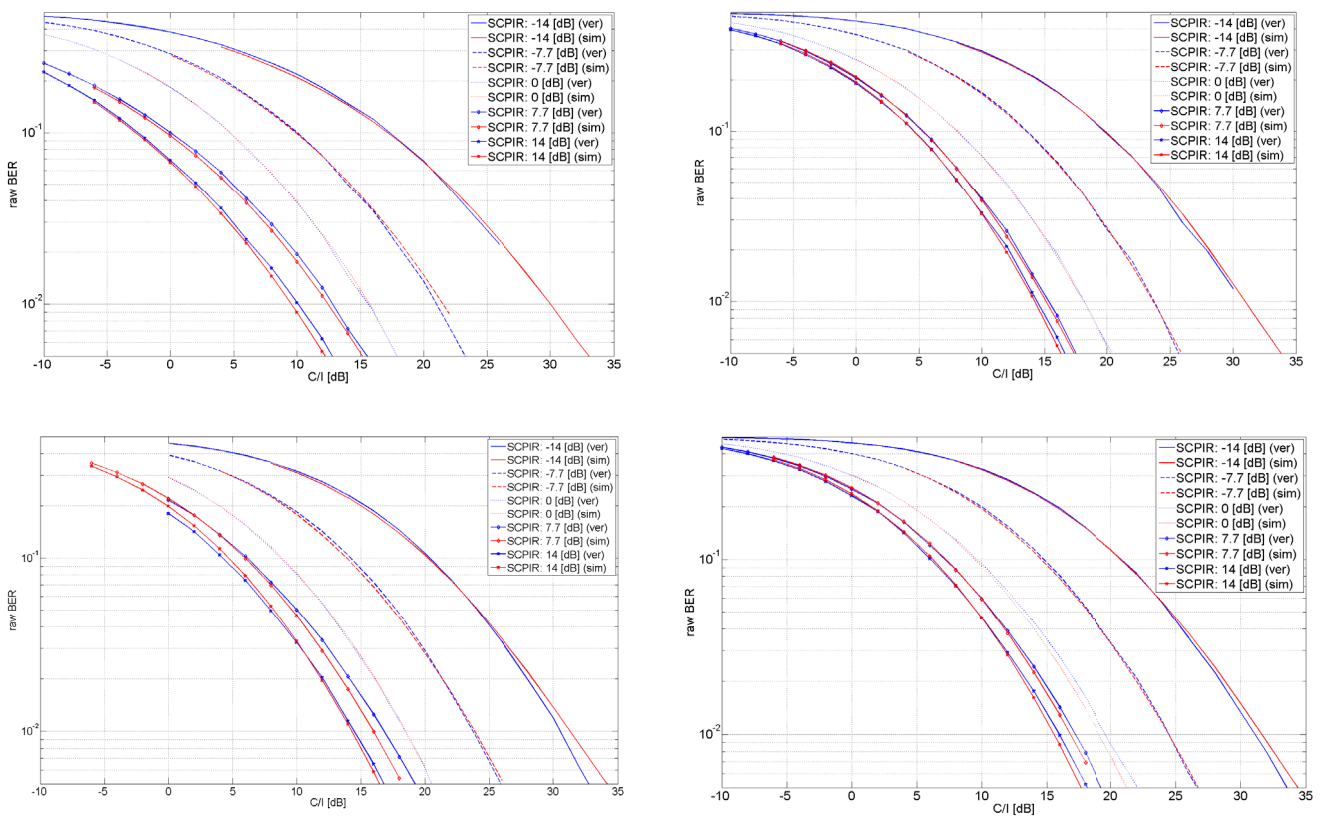 SCPIR: -14 [dB] (ver)
SCPIR: -14 [dB] (sim)
SCPIR: -7.7 [dB] (ver)
SCPIR: -7.7 [dB] (sim)
SCPIR: 0 [dB] (ver)
SCPIR: 0 [dB] (sim)
SCPIR: 7.7 [dB] (ver)
SCPIR: 7.7 [dB] (sim)
SCPIR: 14 [dB] (ver)
SCPIR: 14 [dB] (sim)
10-1
10-2
raw BER
-10 -5 0 5 10 15 20 25 30 35
C/I [dB]
SCPIR: -14 [dB] (ver)
SCPIR: -14 [dB] (sim)
SCPIR: -7.7 [dB] (ver)
SCPIR: -7.7 [dB] (sim)
SCPIR: 0 [dB] (ver)
SCPIR: 0 [dB] (sim)
SCPIR: 7.7 [dB] (ver)
SCPIR: 7.7 [dB] (sim)
SCPIR: 14 [dB] (ver)
SCPIR: 14 [dB] (sim)
10-1
10-2
raw BER
-10 -5 0 5 10 15 20 25 30 35
C/I [dB]
SCPIR: -14 [dB] (ver)
SCPIR: -14 [dB] (sim)
SCPIR: -7.7 [dB] (ver)
SCPIR: -7.7 [dB] (sim)
SCPIR: 0 [dB] (ver)
SCPIR: 0 [dB] (sim)
SCPIR: 7.7 [dB] (ver)
SCPIR: 7.7 [dB] (sim)
SCPIR: 14 [dB] (ver)
SCPIR: 14 [dB] (sim)
10-1
10-2
raw BER
-10 -5 0 5 10 15 20 25 30 35
C/I [dB]
SCPIR: -14 [dB] (ver)
SCPIR: -14 [dB] (sim)
SCPIR: -7.7 [dB] (ver)
SCPIR: -7.7 [dB] (sim)
SCPIR: 0 [dB] (ver)
SCPIR: 0 [dB] (sim)
SCPIR: 7.7 [dB] (ver)
SCPIR: 7.7 [dB] (sim)
SCPIR: 14 [dB] (ver)
SCPIR: 14 [dB] (sim)
10-1
10-2
raw BER
-10 -5 0 5 10 15 20 25 30 35
C/I [dB]